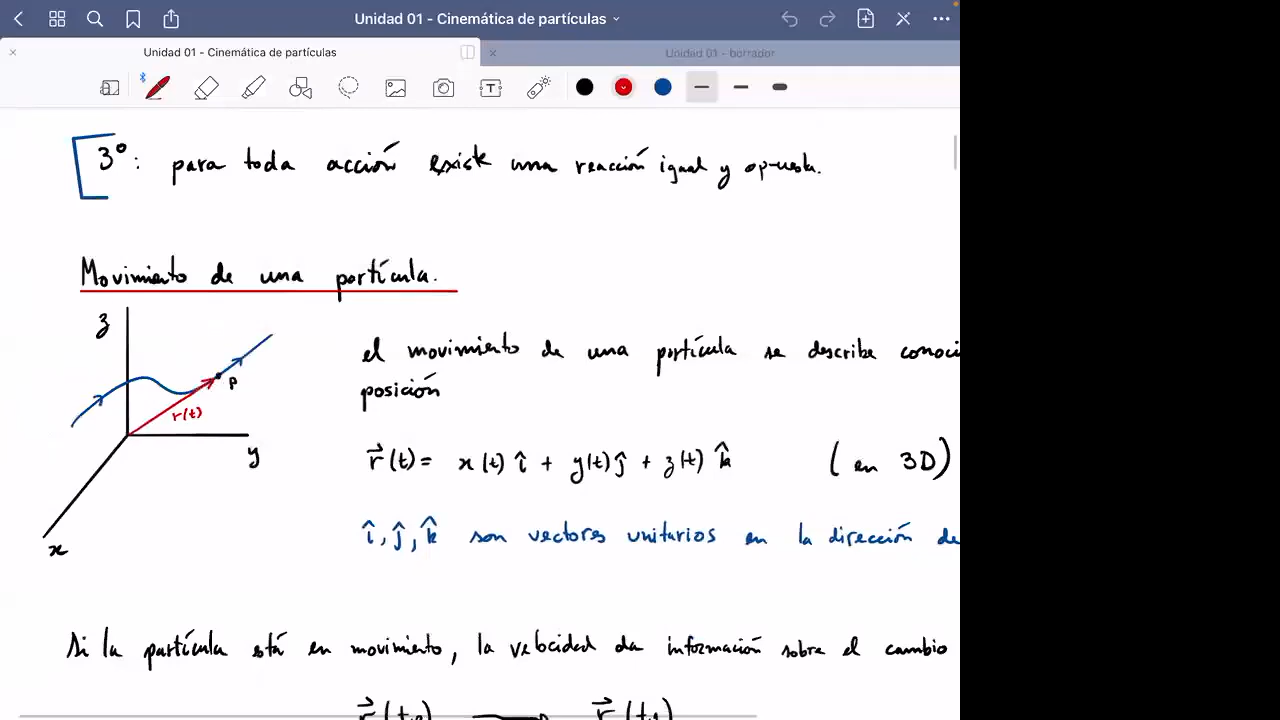 Unidad 01 - Cinemática de partículas
Unidad 01 - Cinemática de partículas
Unidad 01 - borrador
3º: para toda acción existe una reacción igual y opuesta.
Movimiento de una partícula.
z
P
r(t)
y
x
el movimiento de una partícula se describe conoci
posición
r⃗(t) = x(t) î + y(t) ĵ + z(t) k̂ (en 3D)
î, ĵ, k̂ son vectores unitarios en la dirección de
Si la partícula está en movimiento, la velocidad da información sobre el cambio